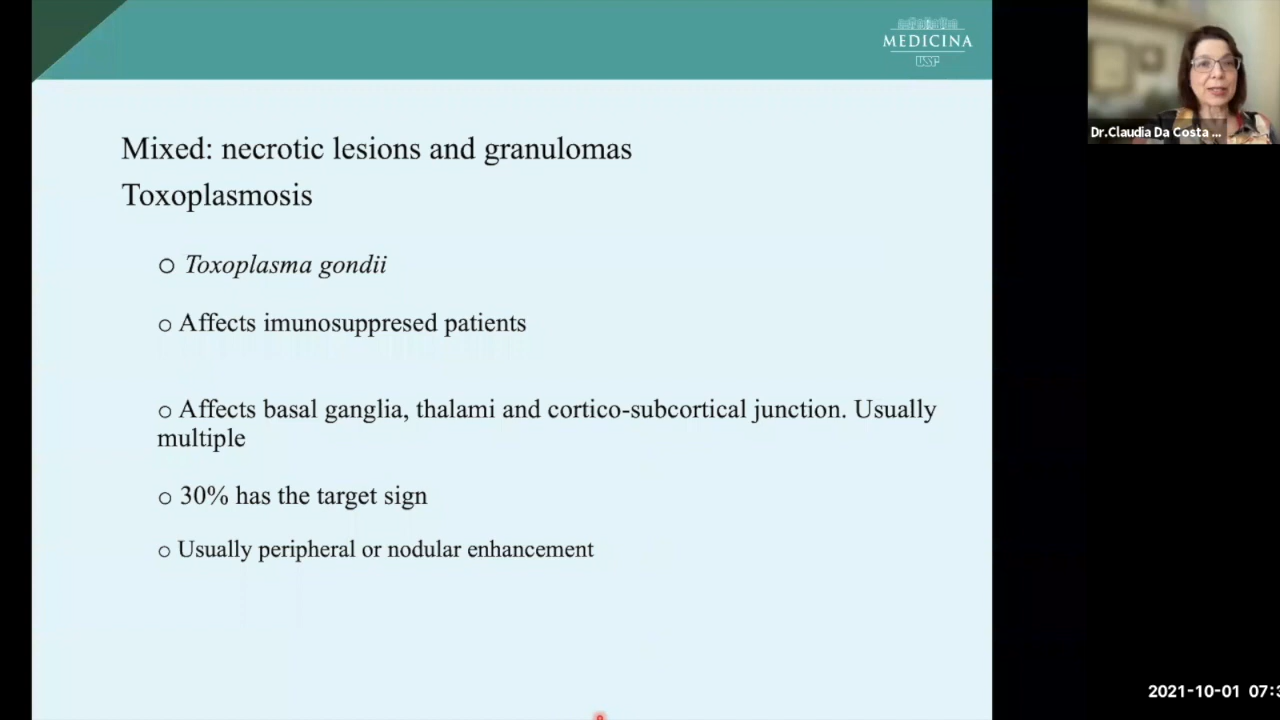 MEDICINA
USP
Dr.Claudia Da Costa ...
Mixed: necrotic lesions and granulomas
Toxoplasmosis
○ Toxoplasma gondii
○ Affects imunosuppresed patients
○ Affects basal ganglia, thalami and cortico-subcortical junction. Usually
multiple
○ 30% has the target sign
○ Usually peripheral or nodular enhancement
2021-10-01 07:3